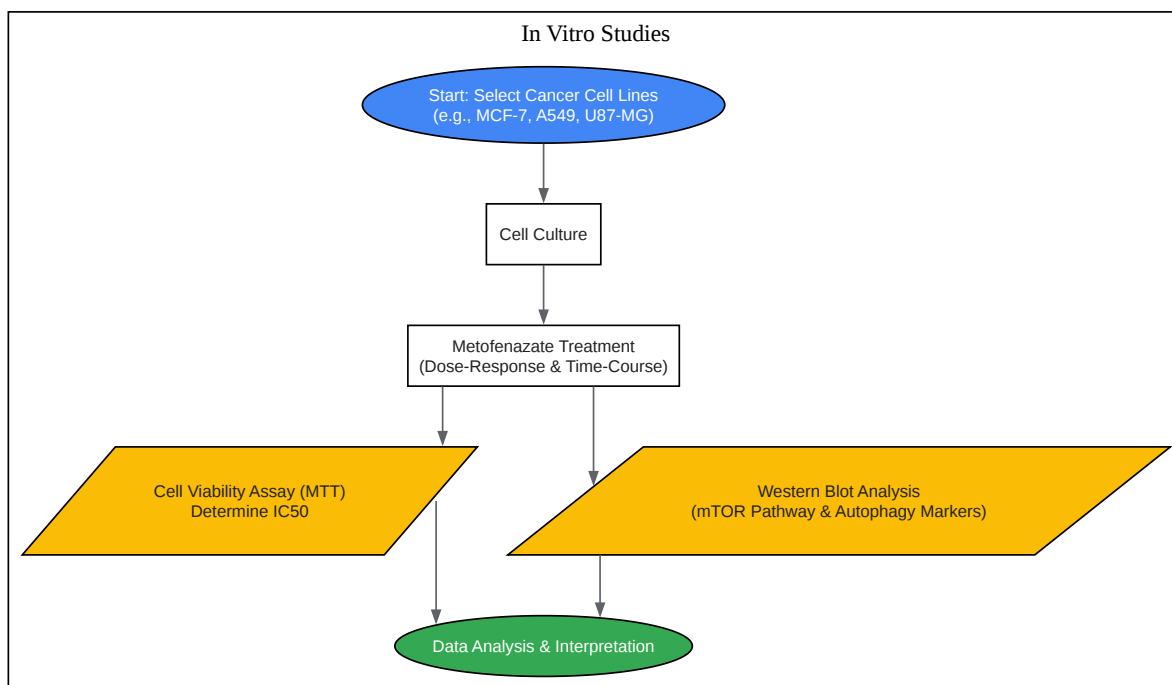 In Vitro Studies
Start: Select Cancer Cell Lines
(e.g., MCF-7, A549, U87-MG)
Cell Culture
Metofenazate Treatment
(Dose-Response & Time-Course)
Cell Viability Assay (MTT)
Determine IC50
Western Blot Analysis
(mTOR Pathway & Autophagy Markers)
Data Analysis & Interpretation